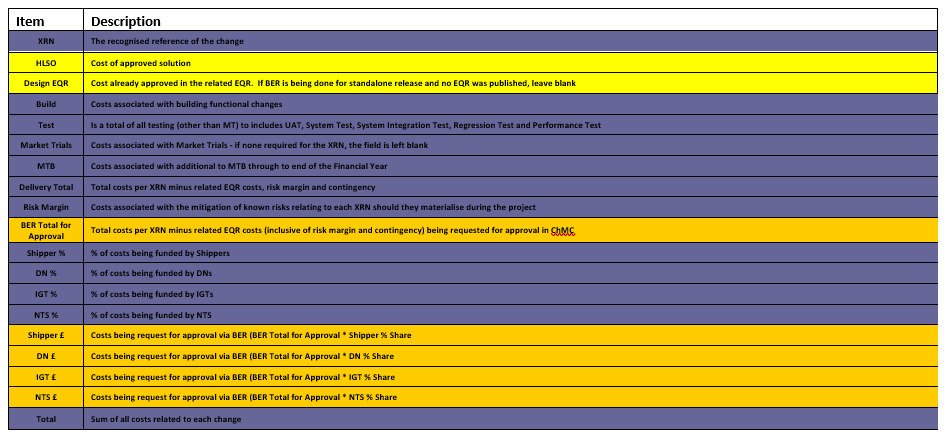 Item Description
XRN The recognised reference of the change
HLSO Cost of approved solution
Design EQR Cost already approved in the related EQR. If BER is being done for standalone release and no EQR was published, leave blank
Build Costs associated with building functional changes
Test Is a total of all testing (other than MT) to includes UAT, System Test, System Integration Test, Regression Test and Performance Test
Market Trials Costs associated with Market Trials - if none required for the XRN, the field is left blank
MTB Costs associated with additional to MTB through to end of the Financial Year
Delivery Total Total costs per XRN minus related EQR costs, risk margin and contingency
Risk Margin Costs associated with the mitigation of known risks relating to each XRN should they materialise during the project
BER Total for
Approval Total costs per XRN minus related EQR costs (inclusive of risk margin and contingency) being requested for approval in ChMC
Shipper % % of costs being funded by Shippers
DN % % of costs being funded by DNs
IGT % % of costs being funded by IGTs
NTS % % of costs being funded by NTS
Shipper £ Costs being request for approval via BER (BER Total for Approval * Shipper % Share
DN £ Costs being request for approval via BER (BER Total for Approval * DN % Share
IGT £ Costs being request for approval via BER (BER Total for Approval * IGT % Share
NTS £ Costs being request for approval via BER (BER Total for Approval * NTS % Share
Total Sum of all costs related to each change